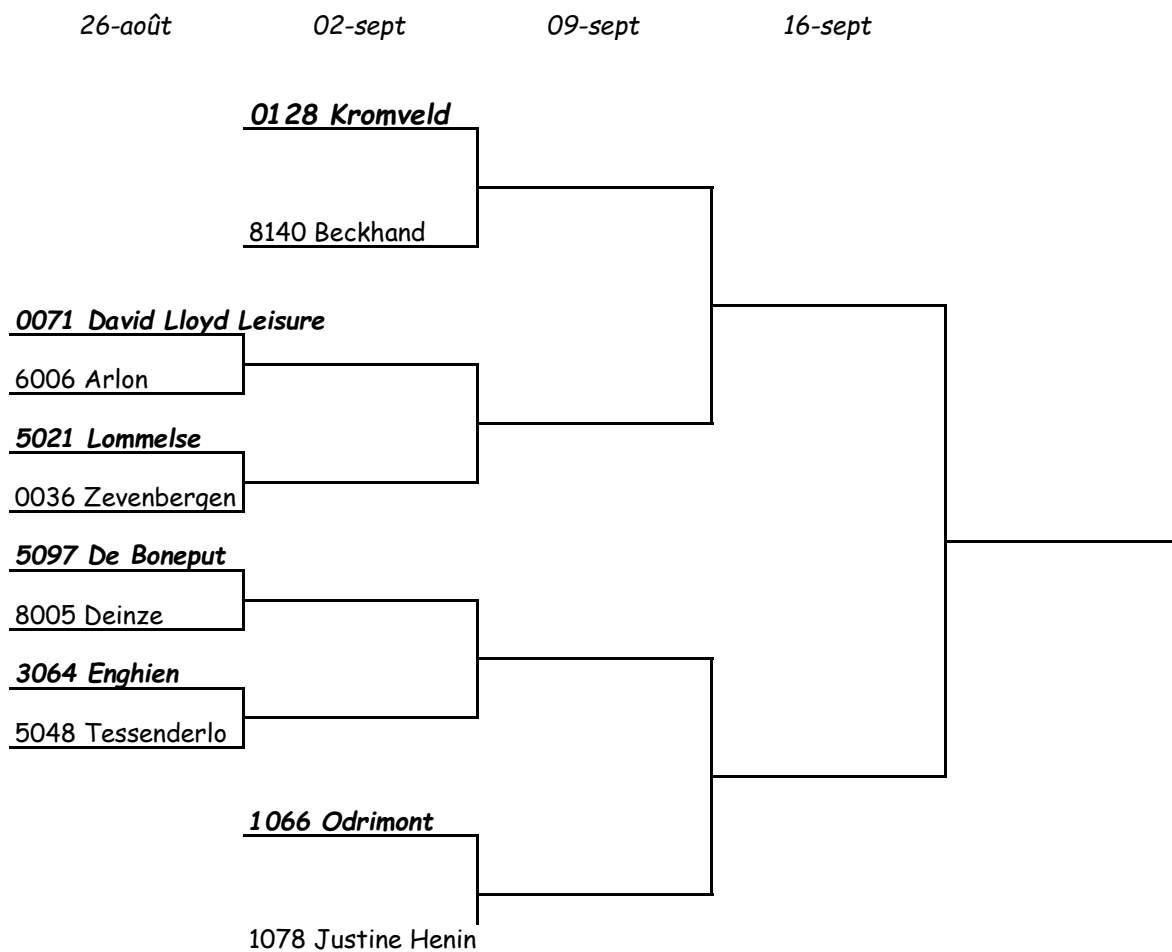 26-août 02-sept 09-sept 16-sept
0128 Kromveld
8140 Beckhand
0071 David Lloyd Leisure
6006 Arlon
5021 Lommelse
0036 Zevenbergen
5097 De Boneput
8005 Deinze
3064 Enghien
5048 Tessenderlo
1066 Odrimont
1078 Justine Henin